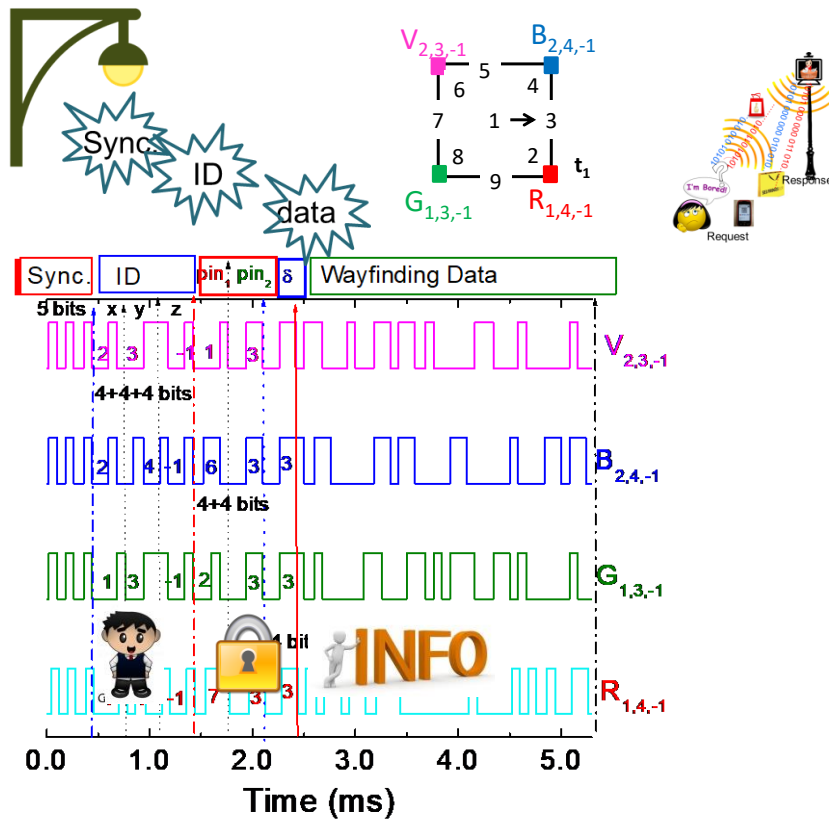 V2,3,-1
B2,4,-1
5
6
4
7
1
3
8
2
9
t1
G1,3,-1
R1,4,-1
Sync.
ID
data
I'm Bored!
Response
Request
Sync.
ID
pin1 pin2
δ
Wayfinding Data
5 bits
x
y
z
2
3
-1
1
3
V2,3,-1
4+4+4 bits
2
4
-1
6
3
3
B2,4,-1
4+4 bits
1
3
-1
2
3
3
G1,3,-1
4 bit
INFO
G
-1
7
3
3
R1,4,-1
0.0
1.0
2.0
3.0
4.0
5.0
Time (ms)